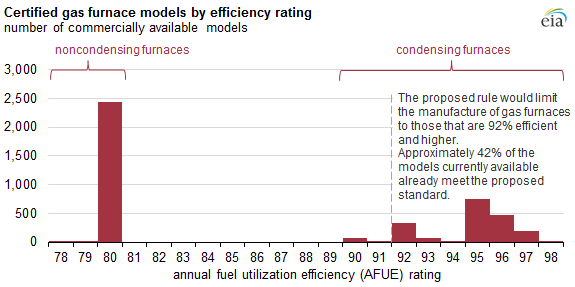 Certified gas furnace models by efficiency rating
number of commercially available models
eia
noncondensing furnaces
condensing furnaces
3,000
2,500
2,000
1,500
1,000
500
0
The proposed rule would limit
the manufacture of gas furnaces
to those that are 92% efficient
and higher.
Approximately 42% of the
models currently available
already meet the proposed
standard.
78 79 80 81 82 83 84 85 86 87 88 89 90 91 92 93 94 95 96 97 98
annual fuel utilization efficiency (AFUE) rating